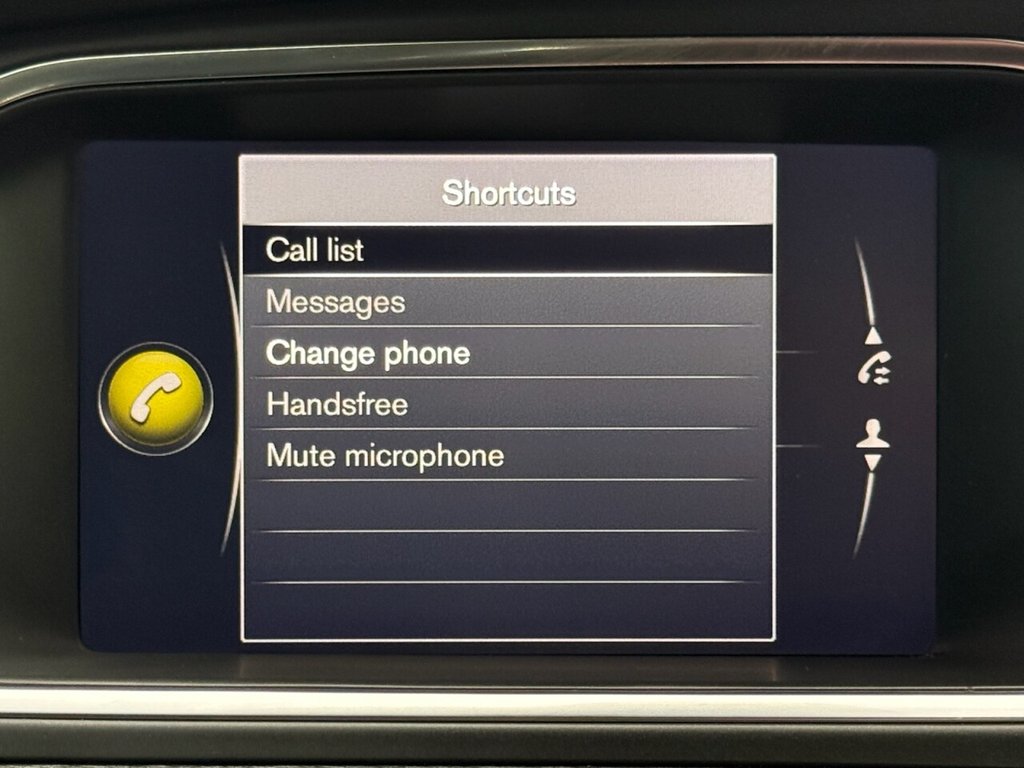 Shortcuts
Call list
Messages
Change phone
Handsfree
Mute microphone